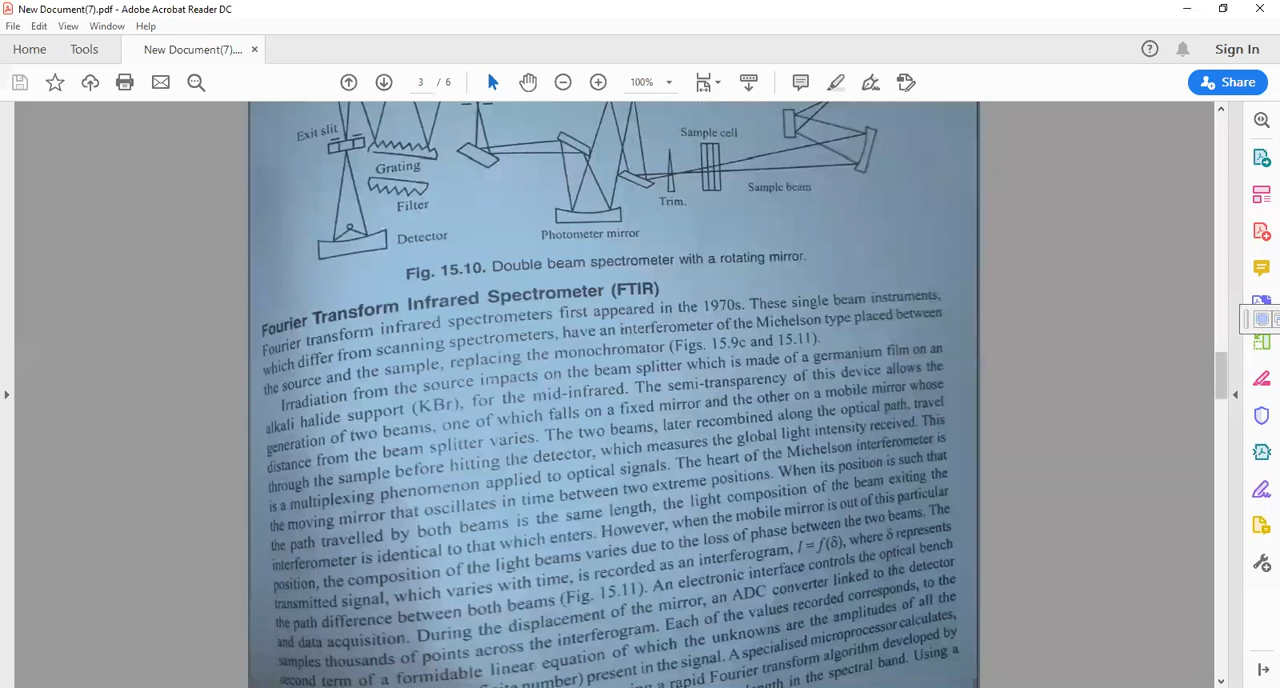 New Document(7).pdf - Adobe Acrobat Reader DC
File Edit View Window Help
Home Tools New Document(7).... × Sign In
3 / 6 100% Share
Exit slit
Grating
Filter
Detector
Sample cell
Trim.
Sample beam
Photometer mirror
Fig. 15.10. Double beam spectrometer with a rotating mirror.
Fourier Transform Infrared Spectrometer (FTIR)
Fourier transform infrared spectrometers first appeared in the 1970s. These single beam instruments,
which differ from scanning spectrometers, have an interferometer of the Michelson type placed between
the source and the sample, replacing the monochromator (Figs. 15.9c and 15.11).
Irradiation from the source impacts on the beam splitter which is made of a germanium film on an
alkali halide support (KBr), for the mid-infrared. The semi-transparency of this device allows the
generation of two beams, one of which falls on a fixed mirror and the other on a mobile mirror whose
distance from the beam splitter varies. The two beams, later recombined along the optical path, travel
through the sample before hitting the detector, which measures the global light intensity received. This
is a multiplexing phenomenon applied to optical signals. The heart of the Michelson interferometer is
the moving mirror that oscillates in time between two extreme positions. When its position is such that
the path travelled by both beams is the same length, the light composition of the beam exiting the
interferometer is identical to that which enters. However, when the mobile mirror is out of this particular
position, the composition of the light beams varies due to the loss of phase between the two beams. The
transmitted signal, which varies with time, is recorded as an interferogram, I = f(δ), where δ represents
the path difference between both beams (Fig. 15.11). An electronic interface controls the optical bench
and data acquisition. During the displacement of the mirror, an ADC converter linked to the detector
samples thousands of points across the interferogram. Each of the values recorded corresponds, to the
second term of a formidable linear equation of which the unknowns are the amplitudes of all the
number) present in the signal. A specialised microprocessor calculates,
a rapid Fourier transform algorithm developed by
in the spectral band. Using a